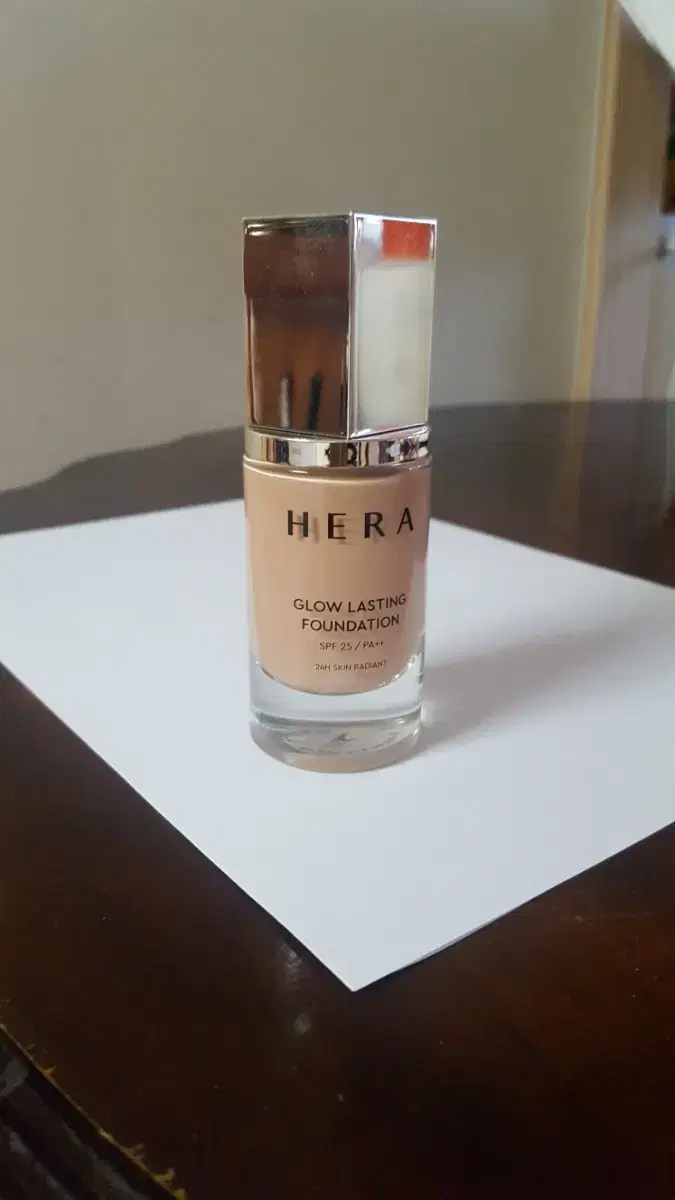 HERA
GLOW LASTING
FOUNDATION
SPF 25 / PA++
24H SKIN RADIANT